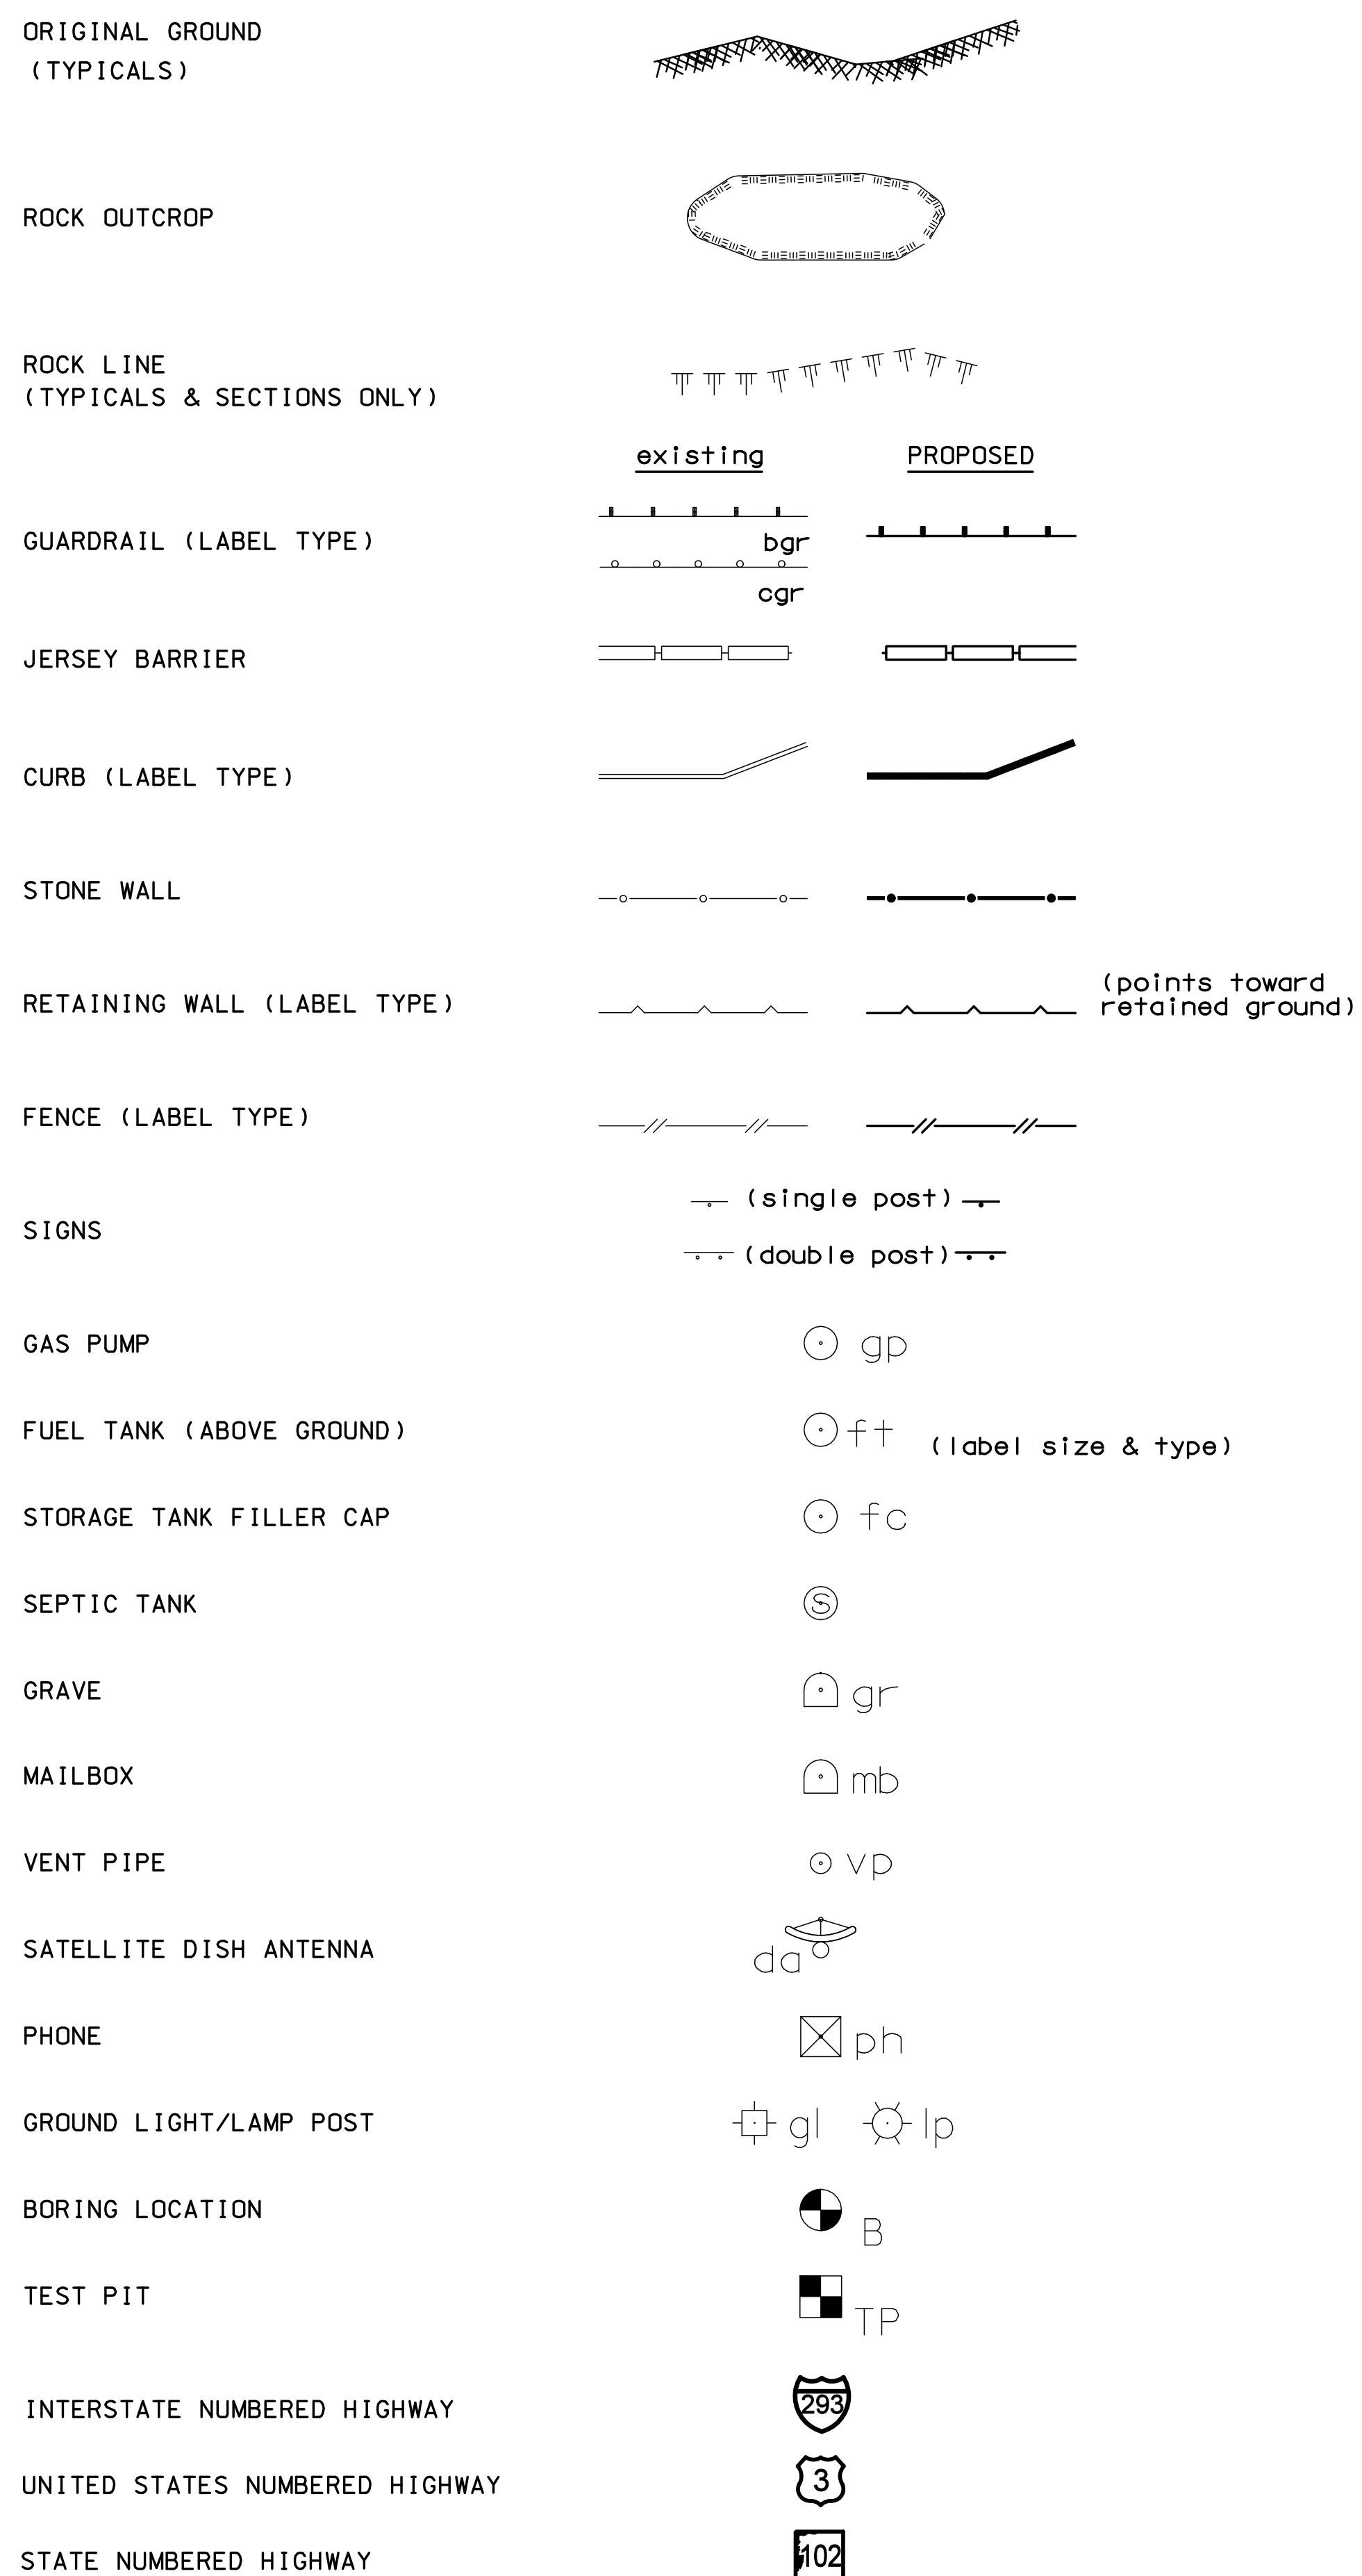 ORIGINAL GROUND
(TYPICALS)
ROCK OUTCROP
ROCK LINE
(TYPICALS & SECTIONS ONLY)
existing PROPOSED
GUARDRAIL (LABEL TYPE)
bgr
cgr
JERSEY BARRIER
CURB (LABEL TYPE)
STONE WALL
RETAINING WALL (LABEL TYPE)
(points toward
retained ground)
FENCE (LABEL TYPE)
SIGNS
(single post)
(double post)
GAS PUMP gp
FUEL TANK (ABOVE GROUND) ft
(label size & type)
STORAGE TANK FILLER CAP fc
SEPTIC TANK S
GRAVE gr
MAILBOX mb
VENT PIPE vp
SATELLITE DISH ANTENNA da
PHONE ph
GROUND LIGHT/LAMP POST gl lp
BORING LOCATION B
TEST PIT TP
INTERSTATE NUMBERED HIGHWAY 293
UNITED STATES NUMBERED HIGHWAY 3
STATE NUMBERED HIGHWAY 102